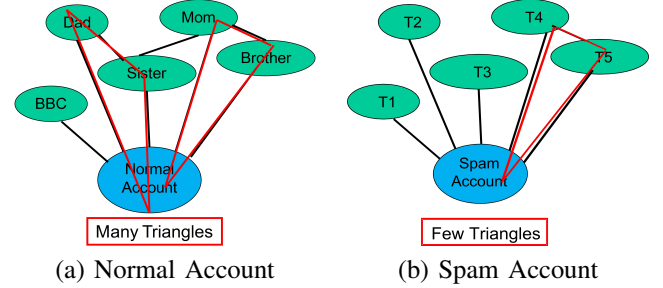 Dad
Mom
Sister
Brother
BBC
Normal
Account
Many Triangles
(a) Normal Account
T2
T4
T3
T5
T1
Spam
Account
Few Triangles
(b) Spam Account